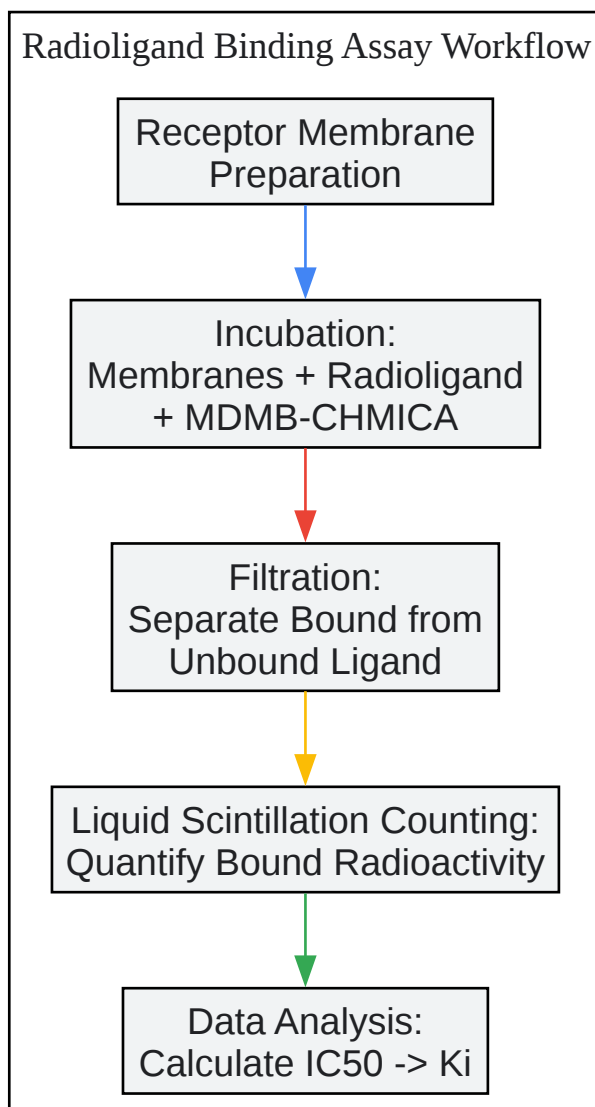 Radioligand Binding Assay Workflow
Receptor Membrane
Preparation
Incubation:
Membranes + Radioligand
+ MDMB-CHMICA
Filtration:
Separate Bound from
Unbound Ligand
Liquid Scintillation Counting:
Quantify Bound Radioactivity
Data Analysis:
Calculate IC50 -> Ki